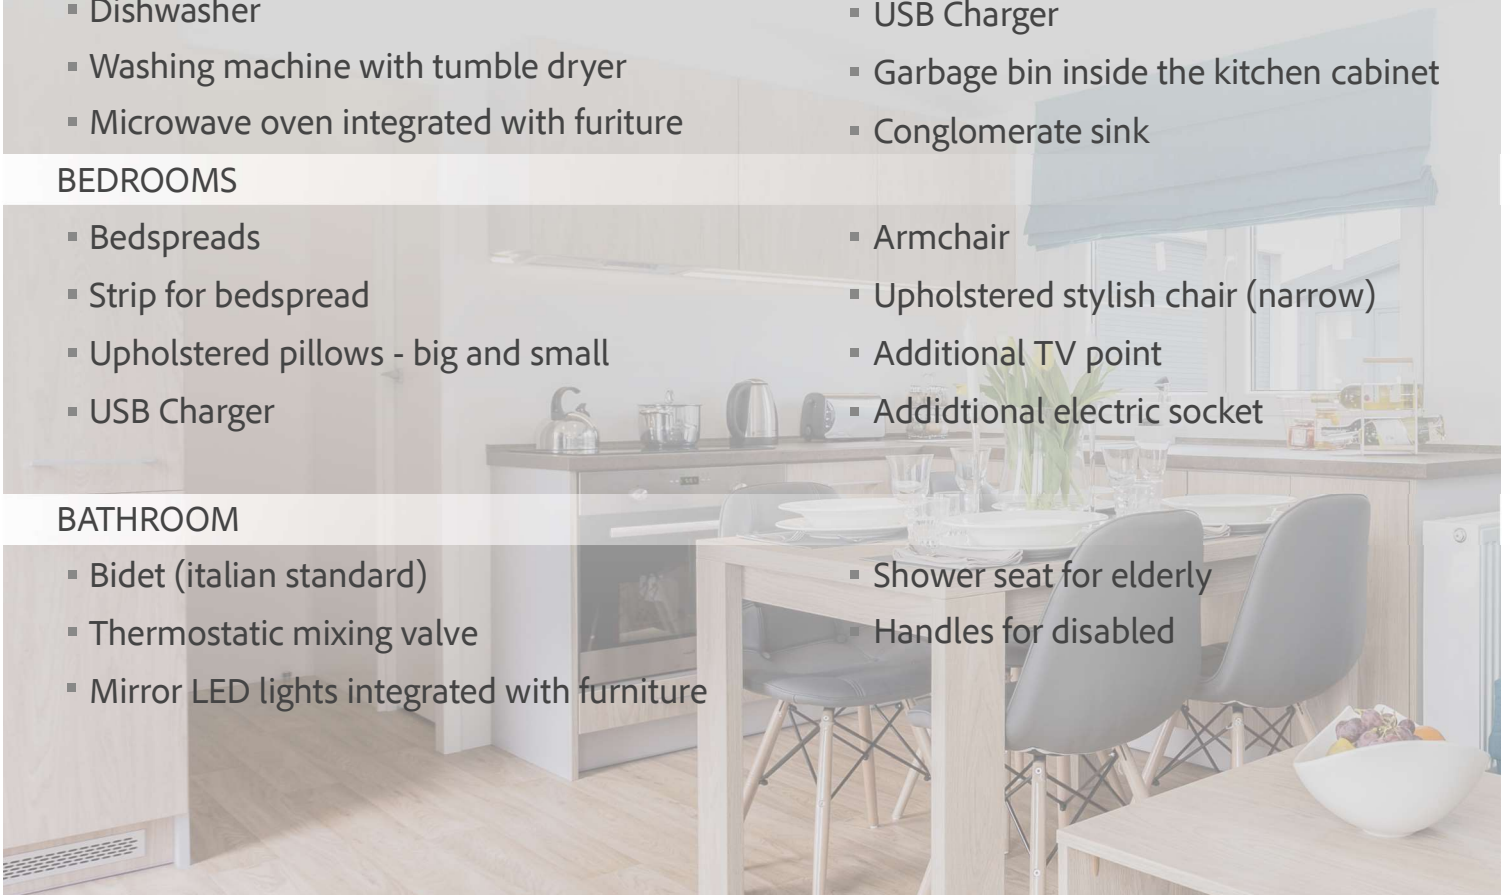 Dishwasher
Washing machine with tumble dryer
Microwave oven integrated with furiture
USB Charger
Garbage bin inside the kitchen cabinet
Conglomerate sink
BEDROOMS
Bedspreads
Strip for bedspread
Upholstered pillows - big and small
USB Charger
Armchair
Upholstered stylish chair (narrow)
Additional TV point
Addidtional electric socket
BATHROOM
Bidet (italian standard)
Thermostatic mixing valve
Mirror LED lights integrated with furniture
Shower seat for elderly
Handles for disabled